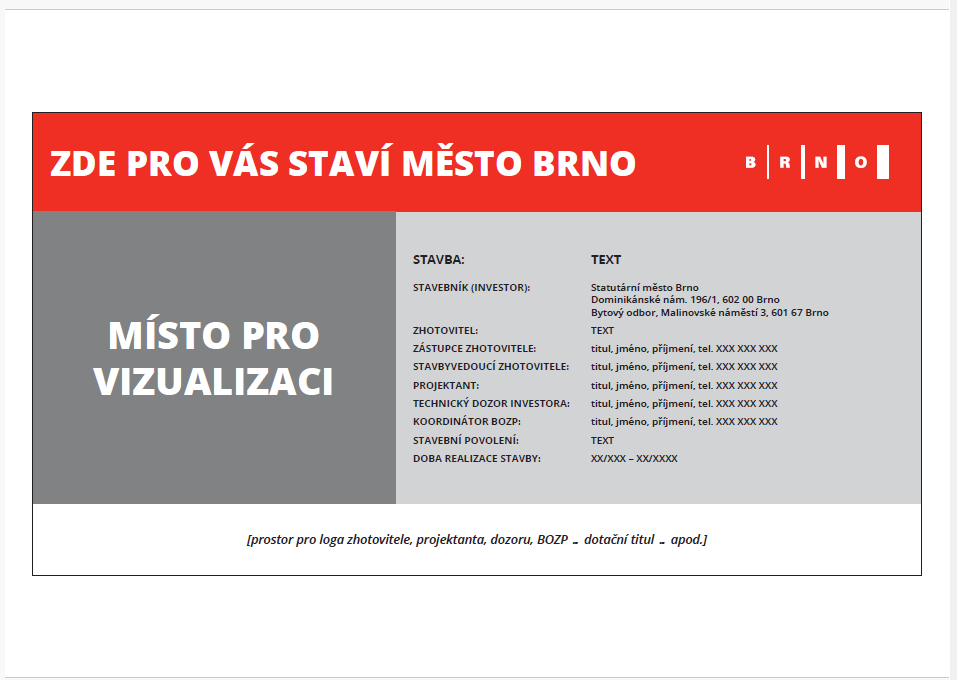 ZDE PRO VÁS STAVÍ MĚSTO BRNO
B R N O
MÍSTO PRO
VIZUALIZACI
STAVBA: TEXT
STAVEBNÍK (INVESTOR): Statutární město Brno
Dominikánské nám. 196/1, 602 00 Brno
Bytový odbor, Malinovské náměstí 3, 601 67 Brno
ZHOTOVITEL: TEXT
ZÁSTUPCE ZHOTOVITELE: titul, jméno, příjmení, tel. XXX XXX XXX
STAVBYVEDOUCÍ ZHOTOVITELE: titul, jméno, příjmení, tel. XXX XXX XXX
PROJEKTANT: titul, jméno, příjmení, tel. XXX XXX XXX
TECHNICKÝ DOZOR INVESTORA: titul, jméno, příjmení, tel. XXX XXX XXX
KOORDINÁTOR BOZP: titul, jméno, příjmení, tel. XXX XXX XXX
STAVEBNÍ POVOLENÍ: TEXT
DOBA REALIZACE STAVBY: XX/XXX – XX/XXXX
[prostor pro loga zhotovitele, projektanta, dozoru, BOZP ... dotační titul ... apod.]